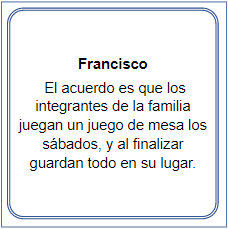 Francisco
El acuerdo es que los
integrantes de la familia
juegan un juego de mesa los
sábados, y al finalizar
guardan todo en su lugar.